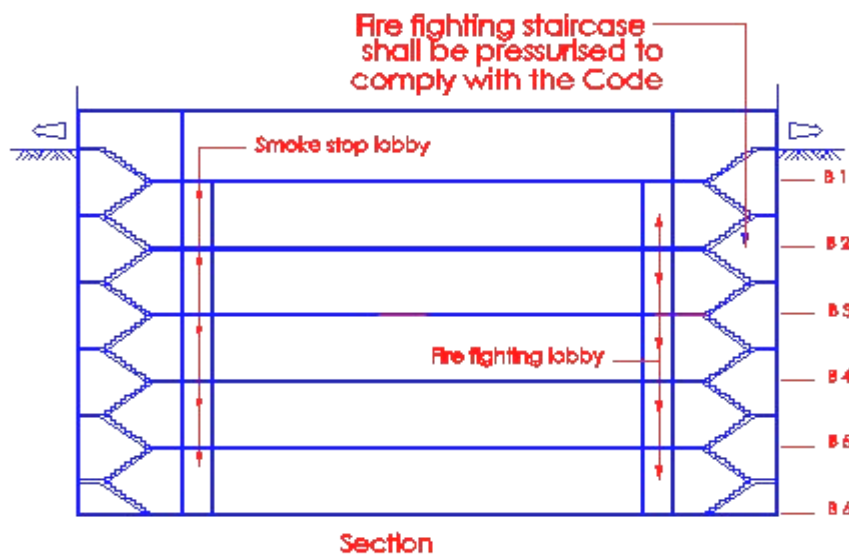 Fire fighting staircase
shall be pressurised to
comply with the Code
Smoke stop lobby
B 1
B 2
B 3
Fire fighting lobby
B 4
B 5
B 6
Section